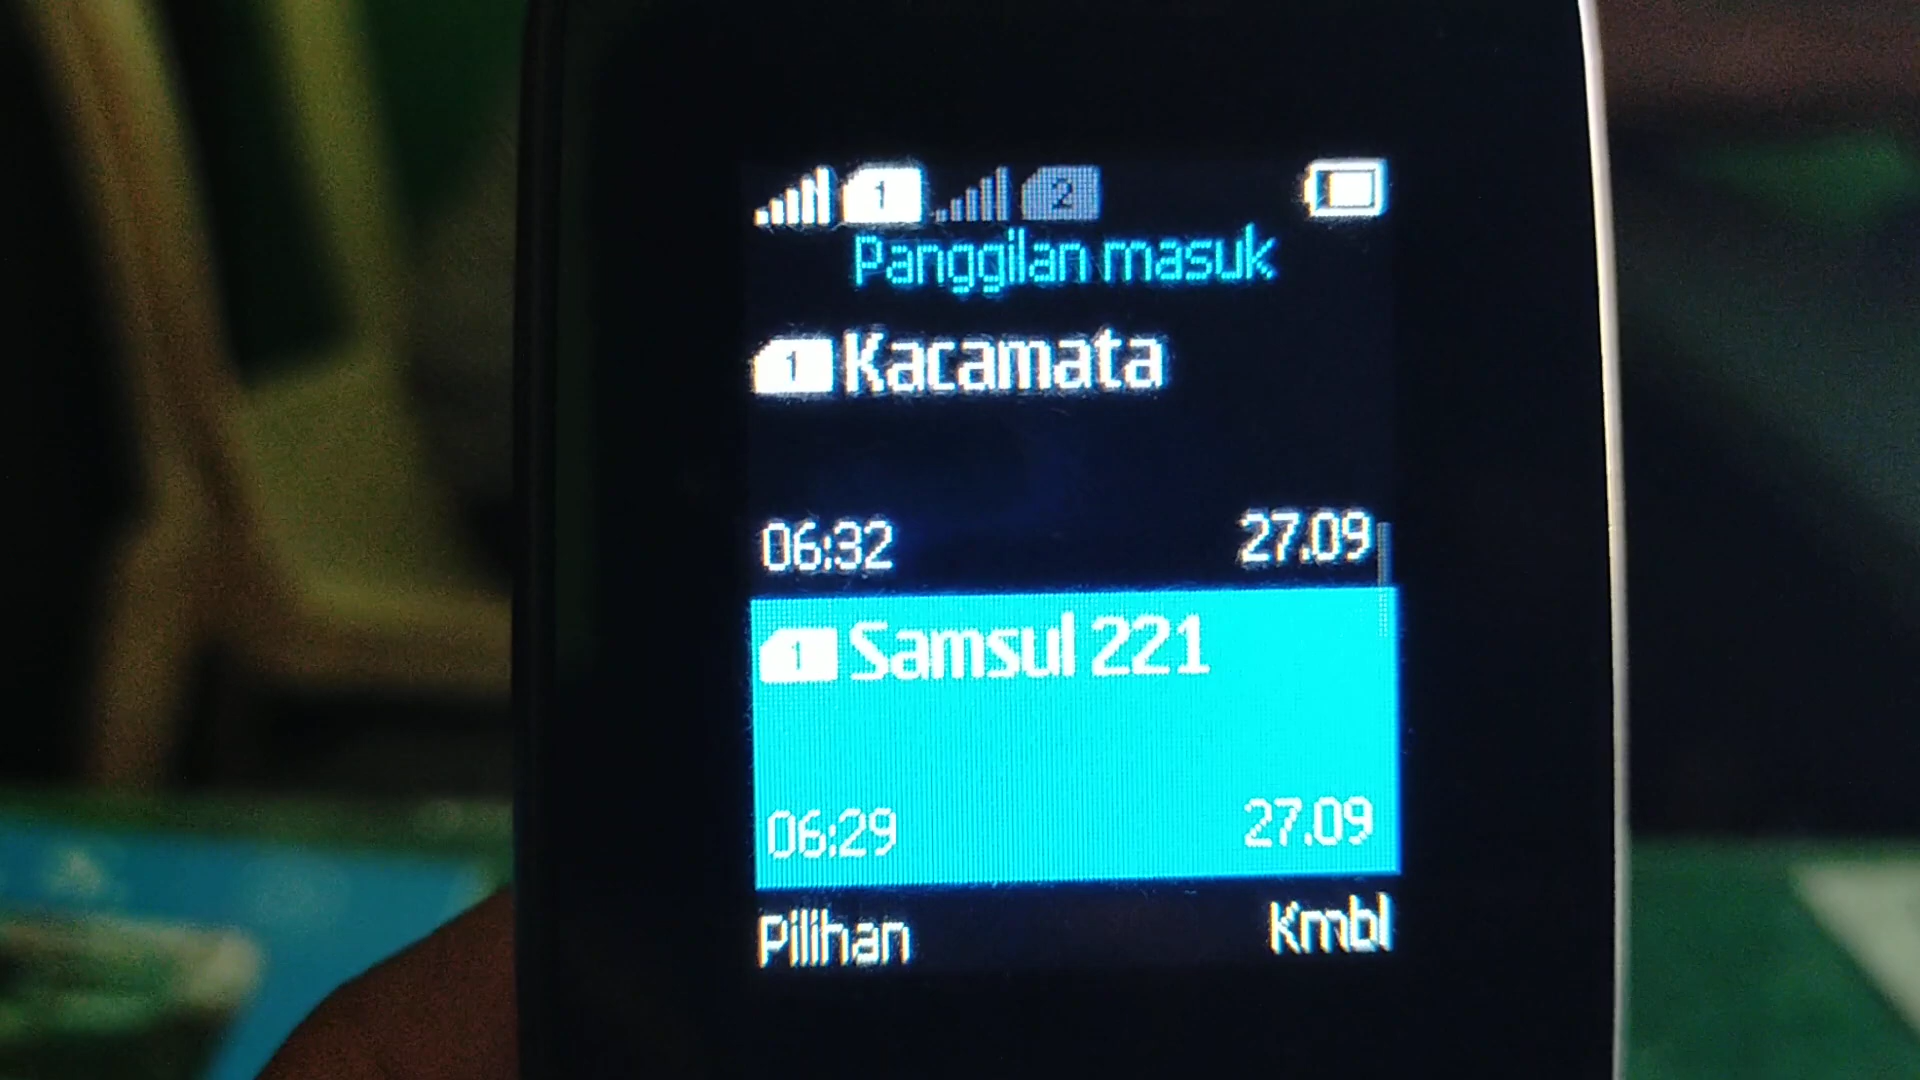 1 2
Panggilan masuk
1 Kacamata
06:32 27.09
1 Samsul 221
06:29 27.09
Pilihan Kmbl